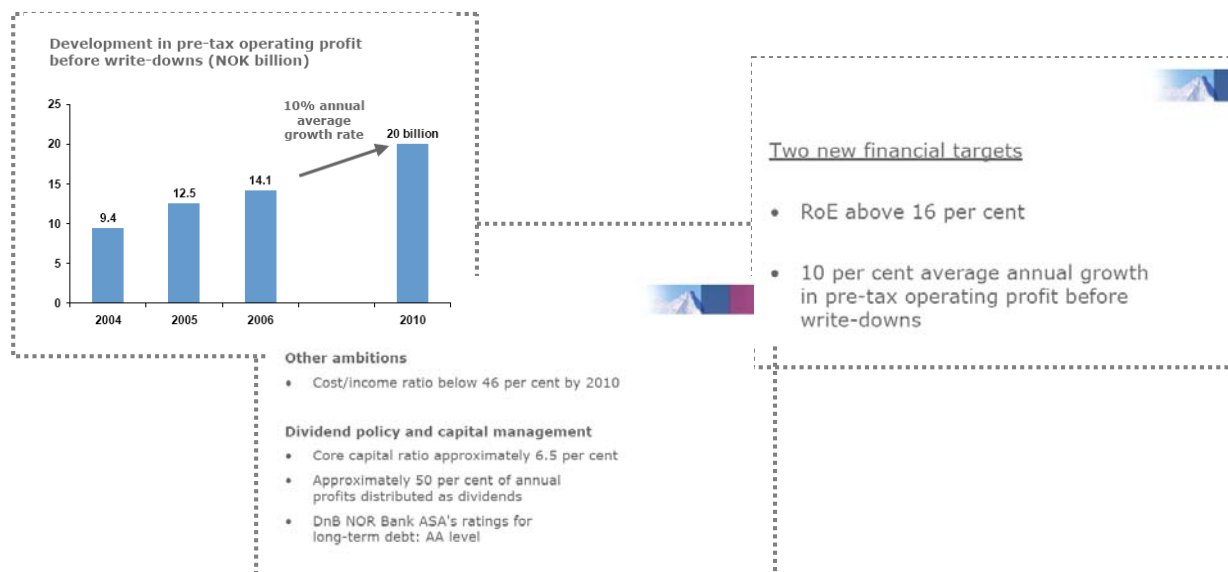 Development in pre-tax operating profit
before write-downs (NOK billion)
25
20
15
10
5
0
9.4
12.5
14.1
20 billion
10% annual
average
growth rate
2004
2005
2006
2010
Two new financial targets
• RoE above 16 per cent
• 10 per cent average annual growth
in pre-tax operating profit before
write-downs
Other ambitions
• Cost/income ratio below 46 per cent by 2010
Dividend policy and capital management
• Core capital ratio approximately 6.5 per cent
• Approximately 50 per cent of annual
profits distributed as dividends
• DnB NOR Bank ASA's ratings for
long-term debt: AA level